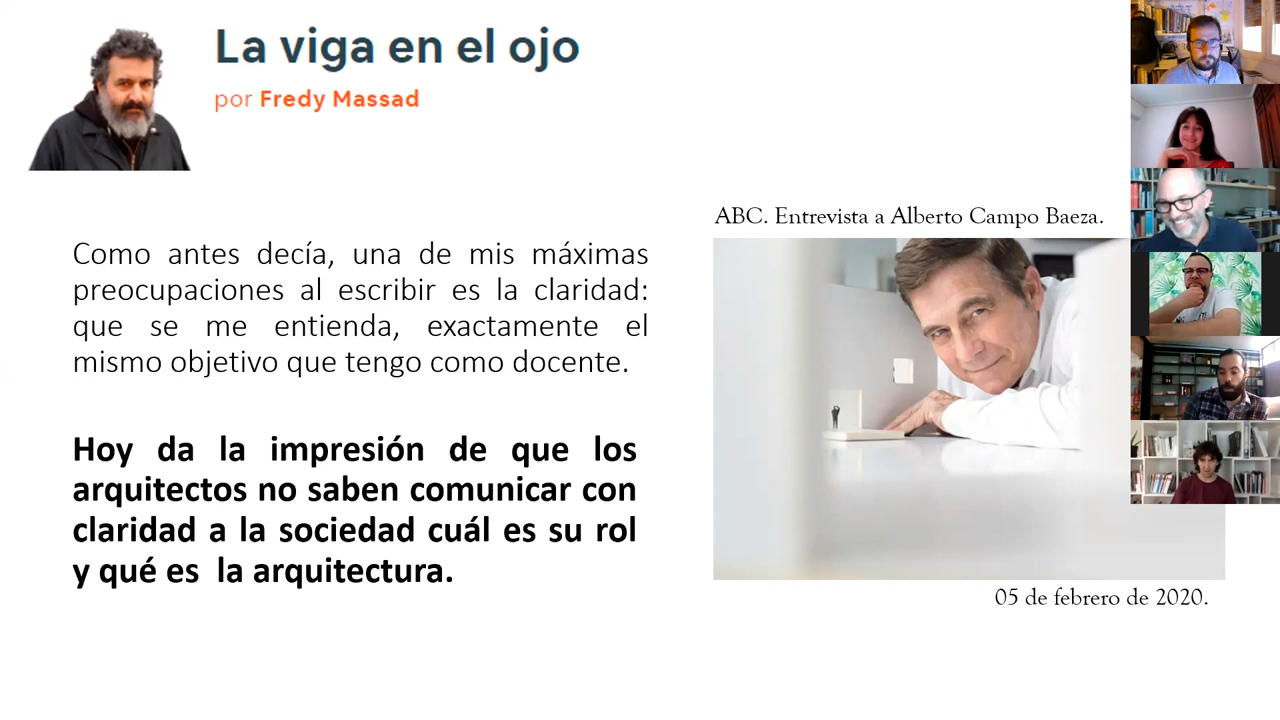 La viga en el ojo
por Fredy Massad
ABC. Entrevista a Alberto Campo Baeza.
Como antes decía, una de mis máximas
preocupaciones al escribir es la claridad:
que se me entienda, exactamente el
mismo objetivo que tengo como docente.
Hoy da la impresión de que los
arquitectos no saben comunicar con
claridad a la sociedad cuál es su rol
y qué es la arquitectura.
05 de febrero de 2020.